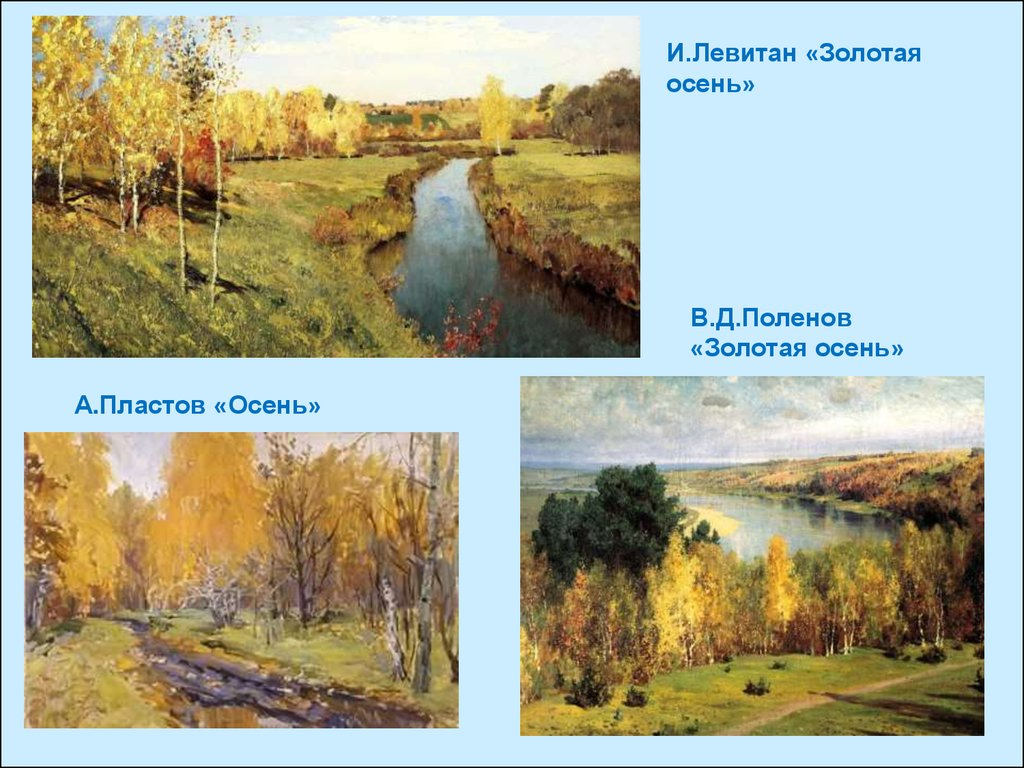 И.Левитан «Золотая
осень»
В.Д.Поленов
«Золотая осень»
А.Пластов «Осень»